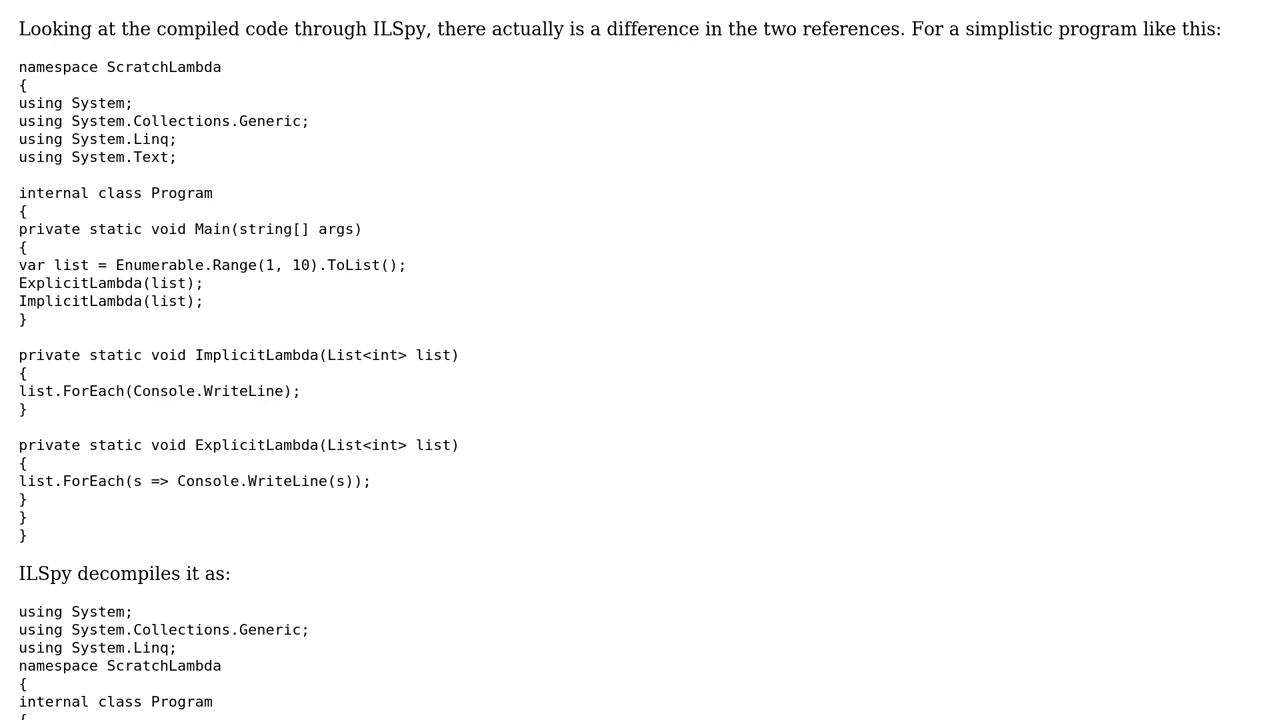 Looking at the compiled code through ILSpy, there actually is a difference in the two references. For a simplistic program like this:
namespace ScratchLambda
{
using System;
using System.Collections.Generic;
using System.Linq;
using System.Text;
internal class Program
{
private static void Main(string[] args)
{
var list = Enumerable.Range(1, 10).ToList();
ExplicitLambda(list);
ImplicitLambda(list);
}
private static void ImplicitLambda(List<int> list)
{
list.ForEach(Console.WriteLine);
}
private static void ExplicitLambda(List<int> list)
{
list.ForEach(s => Console.WriteLine(s));
}
}
}
ILSpy decompiles it as:
using System;
using System.Collections.Generic;
using System.Linq;
namespace ScratchLambda
{
internal class Program
{